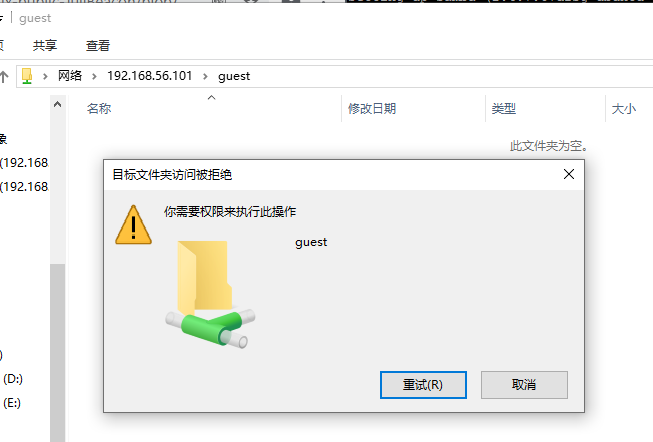 guest
共享 查看
网络 192.168.56.101 guest
名称 修改日期 类型 大小
此文件夹为空。
(192.168.
(192.168.
目标文件夹访问被拒绝
你需要权限来执行此操作
guest
重试(R) 取消
(D:)
(E:)